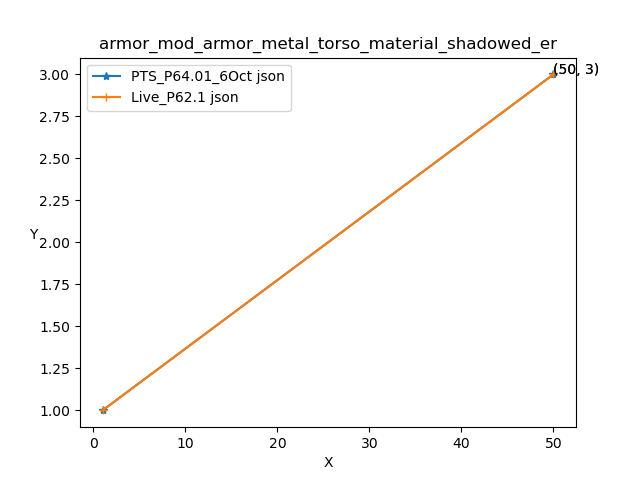 armor_mod_armor_metal_torso_material_shadowed_er
PTS_P64.01_6Oct json
Live_P62.1 json
(50, 3)
3.00
2.75
2.50
2.25
2.00
1.75
1.50
1.25
1.00
Y
0 10 20 30 40 50
X